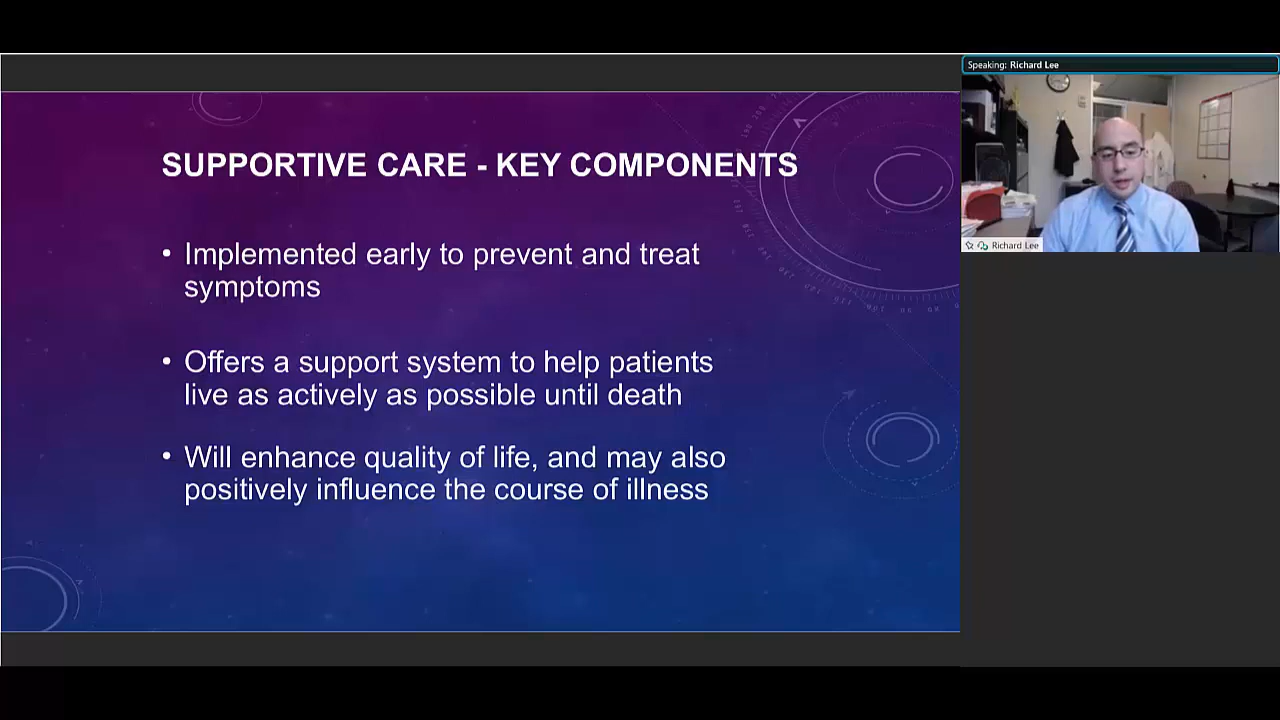 Speaking: Richard Lee
SUPPORTIVE CARE - KEY COMPONENTS
• Implemented early to prevent and treat
symptoms
• Offers a support system to help patients
live as actively as possible until death
• Will enhance quality of life, and may also
positively influence the course of illness
Richard Lee